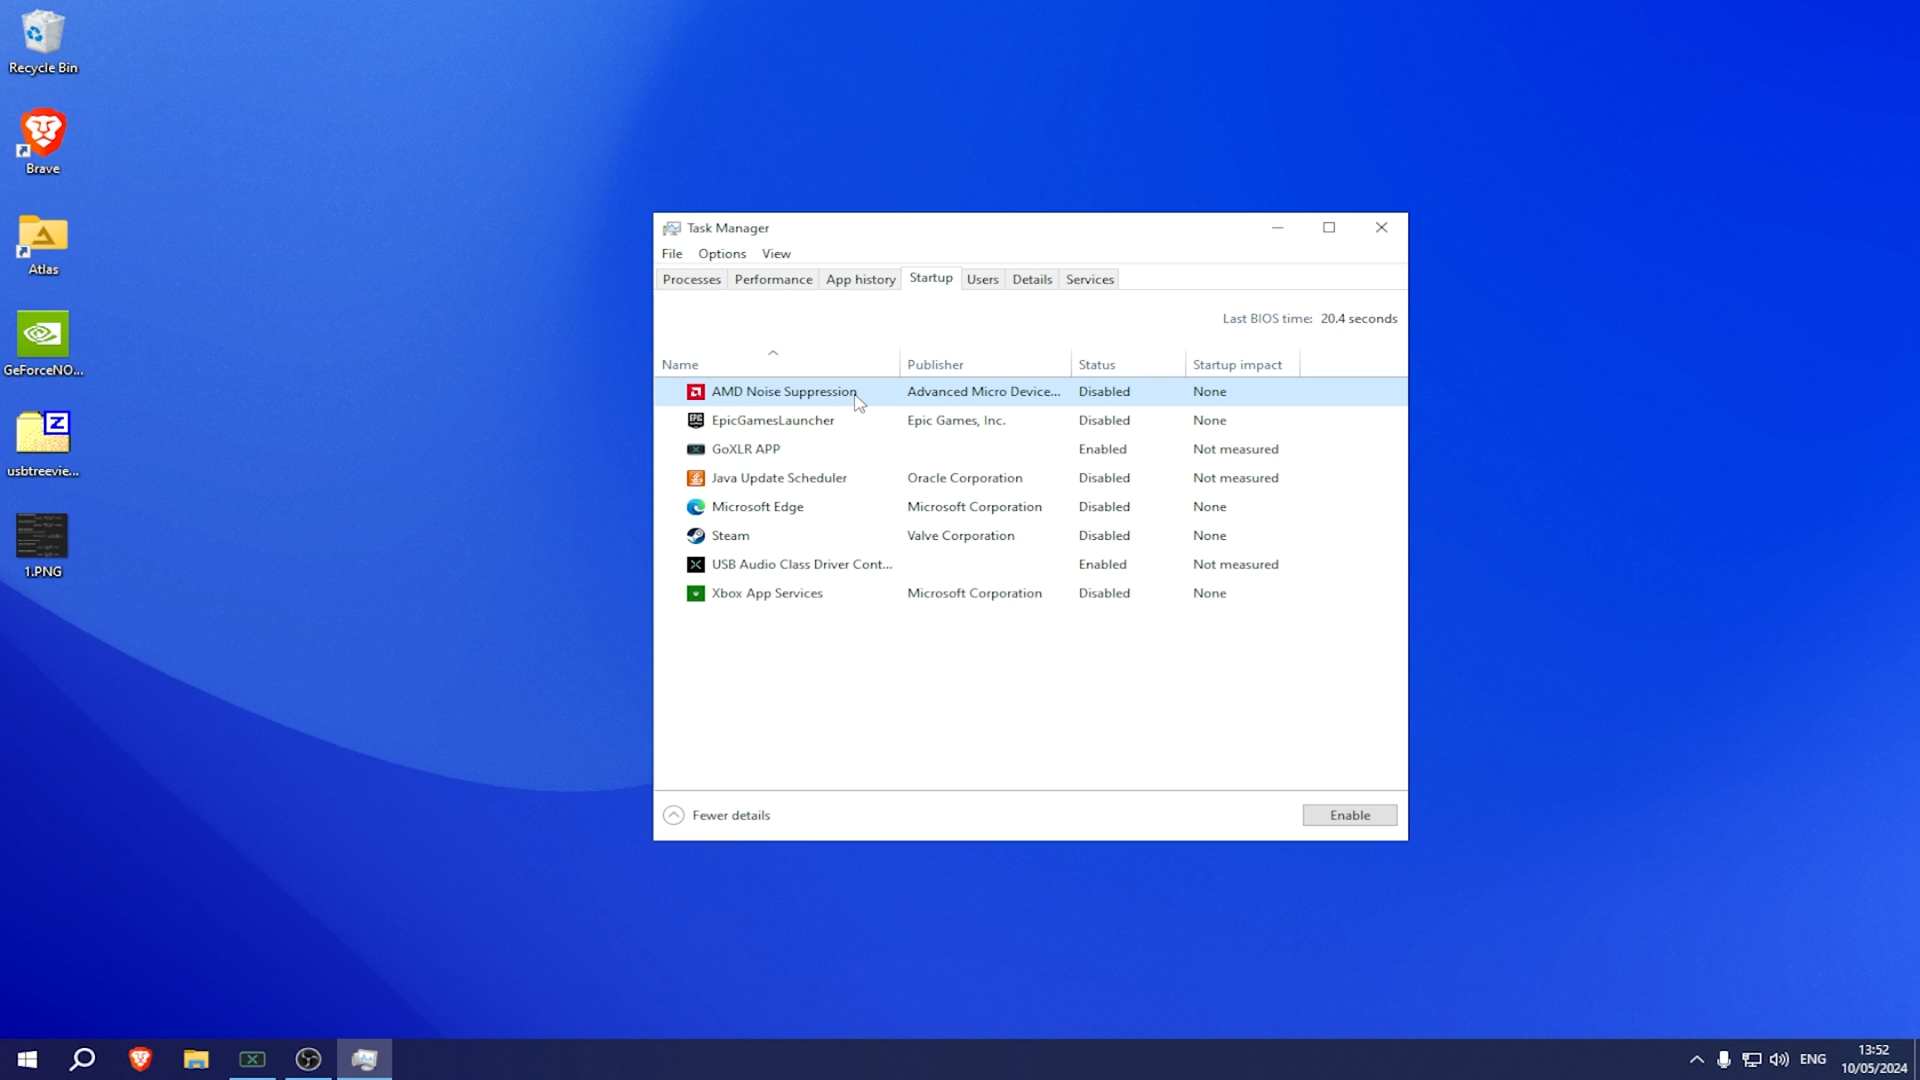 Recycle Bin
Brave
Atlas
GeForceNO...
usbtreevie...
1.PNG
Task Manager
File Options View
Processes Performance App history Startup Users Details Services
Last BIOS time: 20.4 seconds
Name Publisher Status Startup impact
AMD Noise Suppression Advanced Micro Device... Disabled None
EpicGamesLauncher Epic Games, Inc. Disabled None
GoXLR APP Enabled Not measured
Java Update Scheduler Oracle Corporation Disabled Not measured
Microsoft Edge Microsoft Corporation Disabled None
Steam Valve Corporation Disabled None
USB Audio Class Driver Cont... Enabled Not measured
Xbox App Services Microsoft Corporation Disabled None
Fewer details Enable
ENG
13:52
10/05/2024